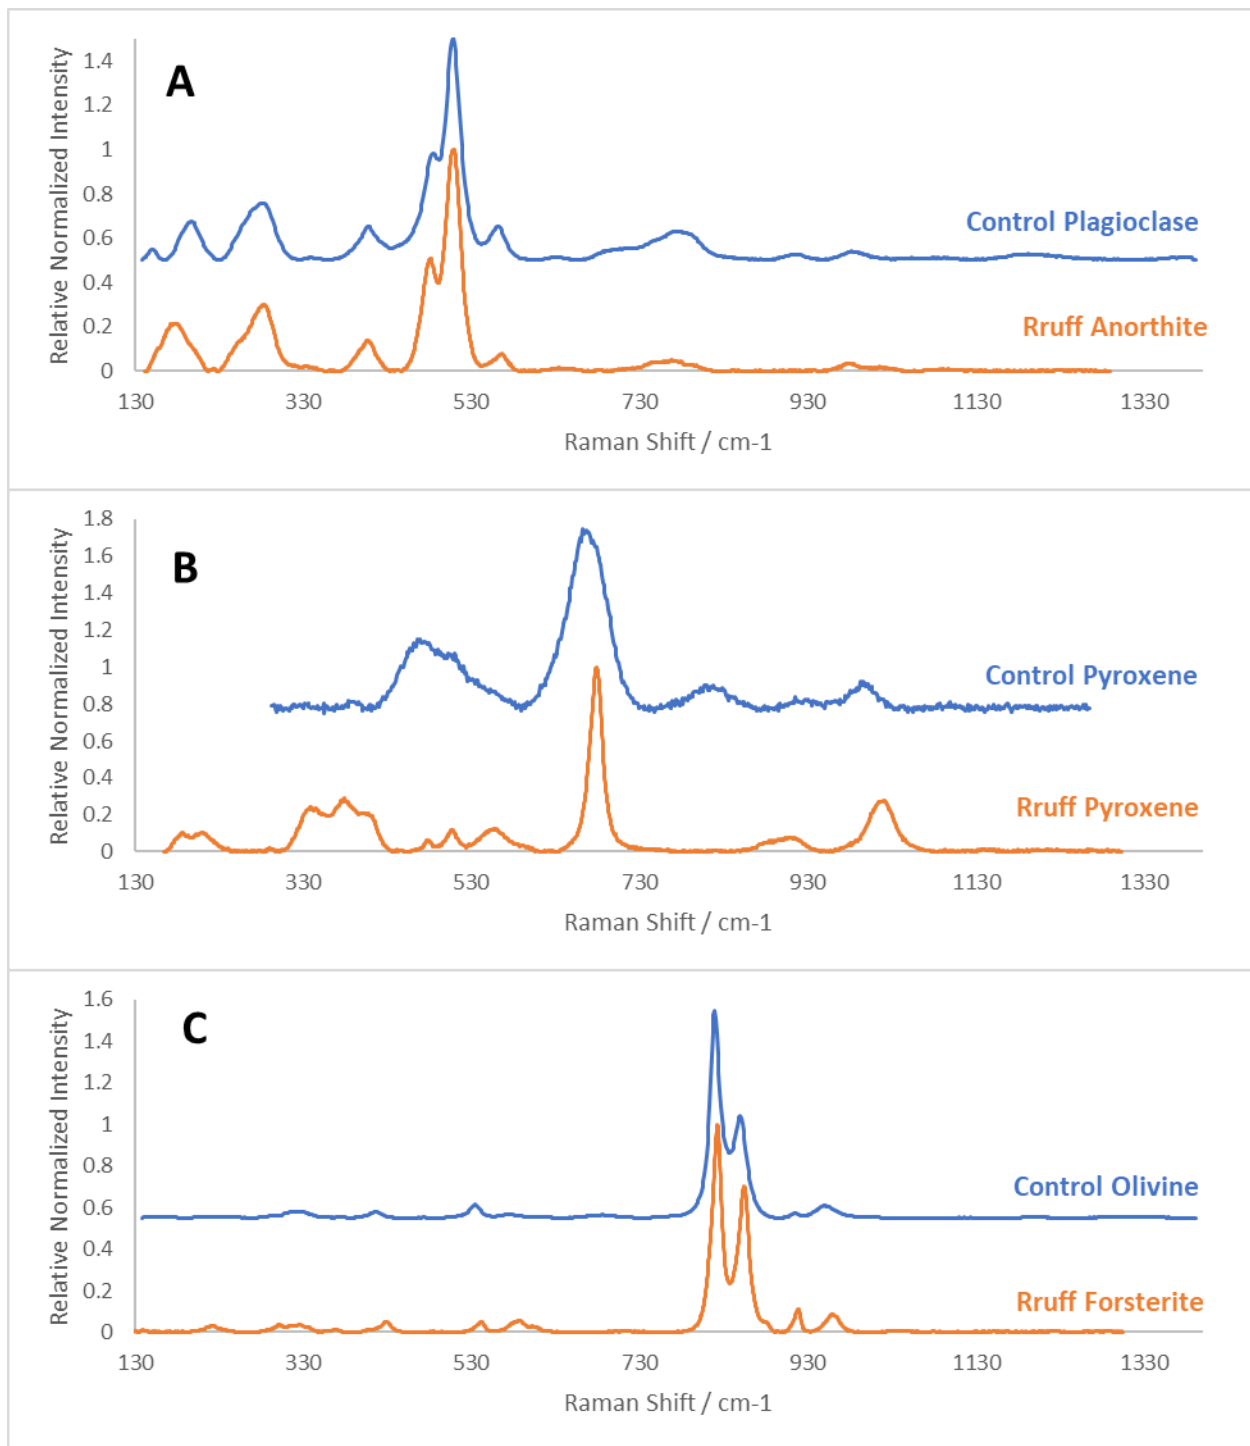 A
Relative Normalized Intensity
1.4
1.2
1
0.8
0.6
0.4
0.2
0
Control Plagioclase
Rruff Anorthite
130 330 530 730 930 1130 1330
Raman Shift / cm-1
B
Relative Normalized Intensity
1.8
1.6
1.4
1.2
1
0.8
0.6
0.4
0.2
0
Control Pyroxene
Rruff Pyroxene
130 330 530 730 930 1130 1330
Raman Shift / cm-1
C
Relative Normalized Intensity
1.6
1.4
1.2
1
0.8
0.6
0.4
0.2
0
Control Olivine
Rruff Forsterite
130 330 530 730 930 1130 1330
Raman Shift / cm-1